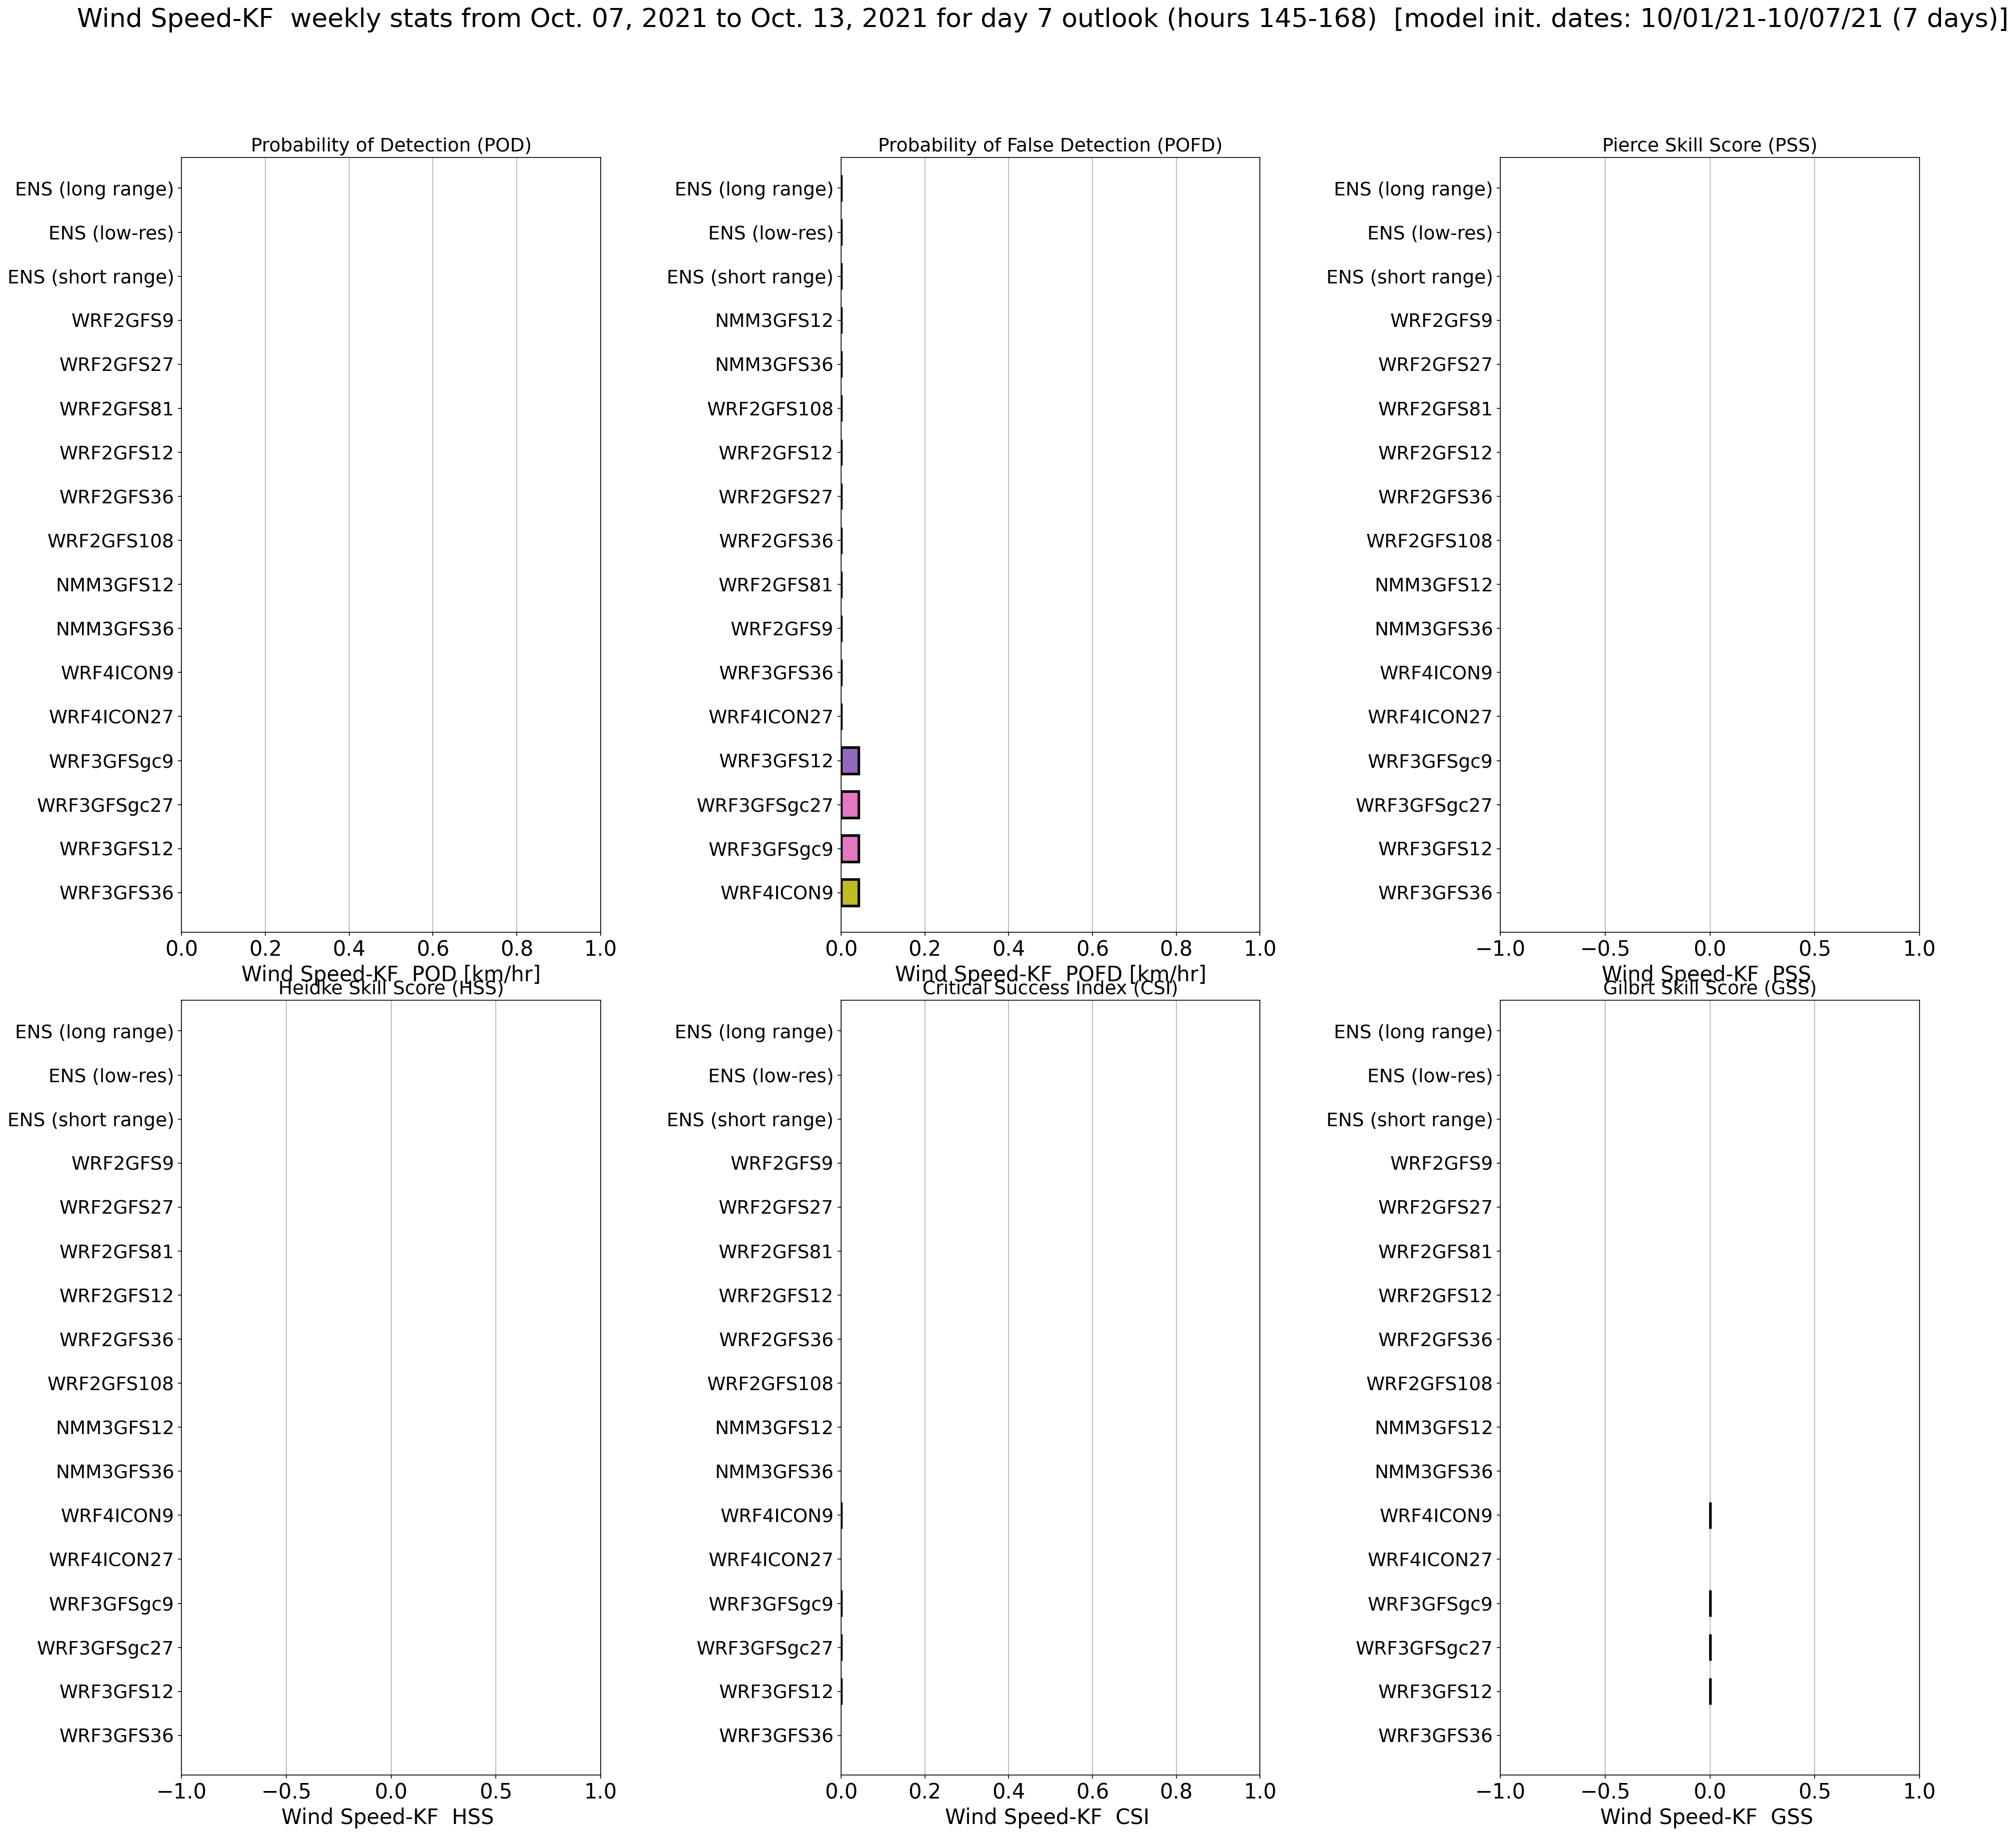 Wind Speed-KF  weekly stats from Oct. 07, 2021 to Oct. 13, 2021 for day 7 outlook (hours 145-168)  [model init. dates: 10/01/21-10/07/21 (7 days)]
Probability of Detection (POD)
ENS (long range)
ENS (low-res)
ENS (short range)
WRF2GFS9
WRF2GFS27
WRF2GFS81
WRF2GFS12
WRF2GFS36
WRF2GFS108
NMM3GFS12
NMM3GFS36
WRF4ICON9
WRF4ICON27
WRF3GFSgc9
WRF3GFSgc27
WRF3GFS12
WRF3GFS36
0.0 0.2 0.4 0.6 0.8 1.0
Wind Speed-KF  POD [km/hr]
Probability of False Detection (POFD)
ENS (long range)
ENS (low-res)
ENS (short range)
NMM3GFS12
NMM3GFS36
WRF2GFS108
WRF2GFS12
WRF2GFS27
WRF2GFS36
WRF2GFS81
WRF2GFS9
WRF3GFS36
WRF4ICON27
WRF3GFS12
WRF3GFSgc27
WRF3GFSgc9
WRF4ICON9
0.0 0.2 0.4 0.6 0.8 1.0
Wind Speed-KF  POFD [km/hr]
Pierce Skill Score (PSS)
ENS (long range)
ENS (low-res)
ENS (short range)
WRF2GFS9
WRF2GFS27
WRF2GFS81
WRF2GFS12
WRF2GFS36
WRF2GFS108
NMM3GFS12
NMM3GFS36
WRF4ICON9
WRF4ICON27
WRF3GFSgc9
WRF3GFSgc27
WRF3GFS12
WRF3GFS36
−1.0 −0.5 0.0 0.5 1.0
Wind Speed-KF  PSS
Heidke Skill Score (HSS)
ENS (long range)
ENS (low-res)
ENS (short range)
WRF2GFS9
WRF2GFS27
WRF2GFS81
WRF2GFS12
WRF2GFS36
WRF2GFS108
NMM3GFS12
NMM3GFS36
WRF4ICON9
WRF4ICON27
WRF3GFSgc9
WRF3GFSgc27
WRF3GFS12
WRF3GFS36
−1.0 −0.5 0.0 0.5 1.0
Wind Speed-KF  HSS
Critical Success Index (CSI)
ENS (long range)
ENS (low-res)
ENS (short range)
WRF2GFS9
WRF2GFS27
WRF2GFS81
WRF2GFS12
WRF2GFS36
WRF2GFS108
NMM3GFS12
NMM3GFS36
WRF4ICON9
WRF4ICON27
WRF3GFSgc9
WRF3GFSgc27
WRF3GFS12
WRF3GFS36
0.0 0.2 0.4 0.6 0.8 1.0
Wind Speed-KF  CSI
Gilbrt Skill Score (GSS)
ENS (long range)
ENS (low-res)
ENS (short range)
WRF2GFS9
WRF2GFS27
WRF2GFS81
WRF2GFS12
WRF2GFS36
WRF2GFS108
NMM3GFS12
NMM3GFS36
WRF4ICON9
WRF4ICON27
WRF3GFSgc9
WRF3GFSgc27
WRF3GFS12
WRF3GFS36
−1.0 −0.5 0.0 0.5 1.0
Wind Speed-KF  GSS